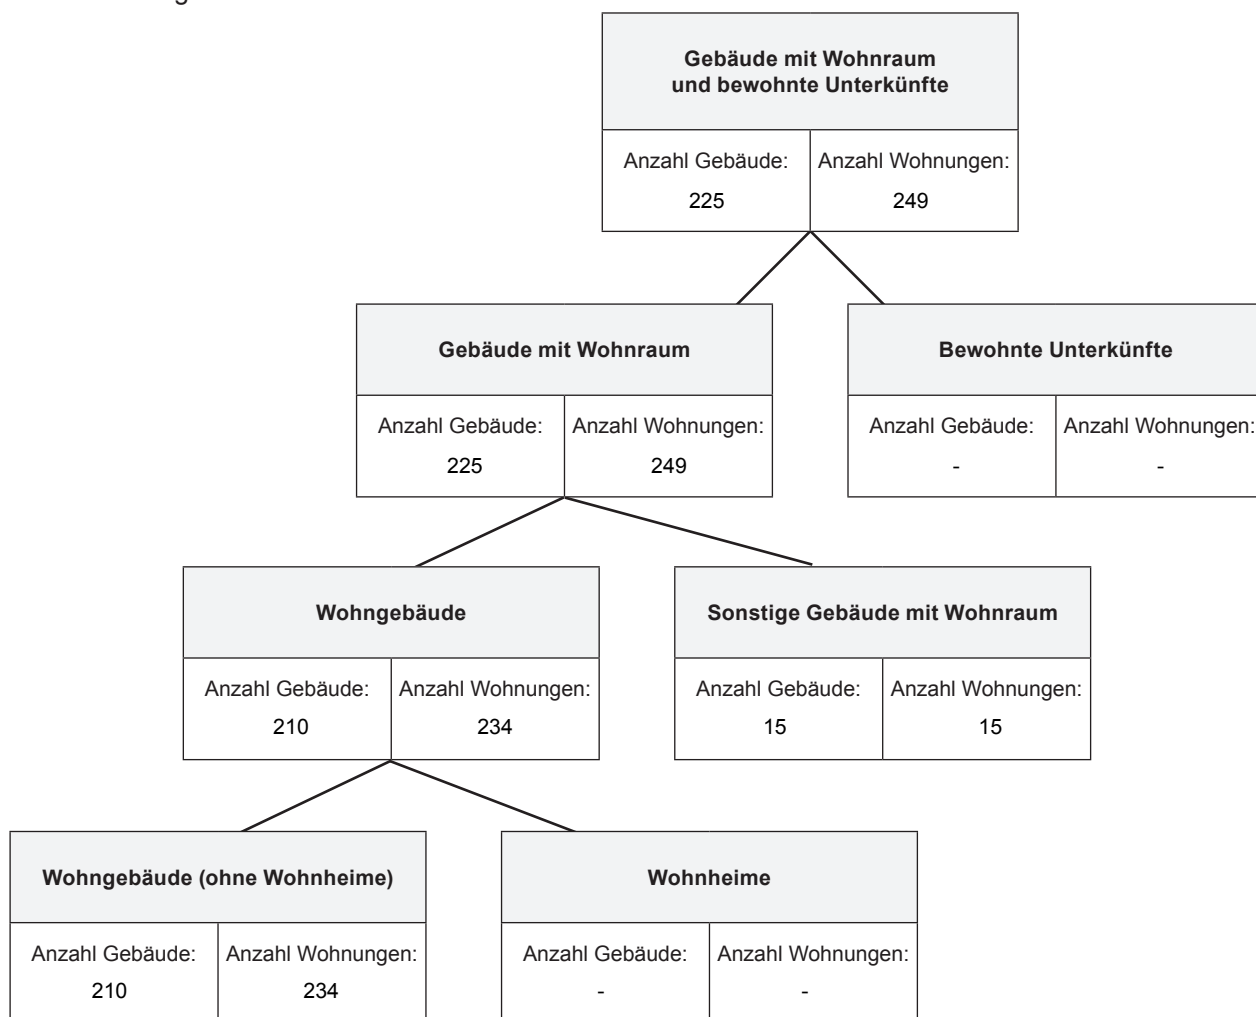 Gebäude mit Wohnraum
und bewohnte Unterkünfte
Anzahl Gebäude: Anzahl Wohnungen:
225 249
Gebäude mit Wohnraum
Bewohnte Unterkünfte
Anzahl Gebäude: Anzahl Wohnungen:
225 249
Anzahl Gebäude: Anzahl Wohnungen:
- -
Wohngebäude
Sonstige Gebäude mit Wohnraum
Anzahl Gebäude: Anzahl Wohnungen:
210 234
Anzahl Gebäude: Anzahl Wohnungen:
15 15
Wohngebäude (ohne Wohnheime)
Wohnheime
Anzahl Gebäude: Anzahl Wohnungen:
210 234
Anzahl Gebäude: Anzahl Wohnungen:
- -